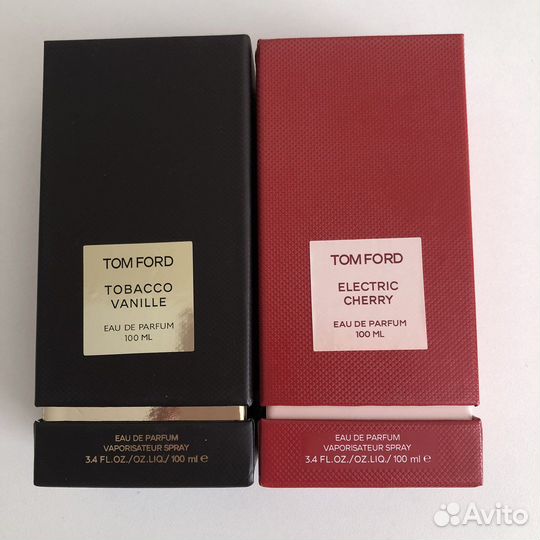 TOM FORD
TOBACCO
VANILLE
EAU DE PARFUM
100 ML
EAU DE PARFUM
VAPORISATEUR SPRAY
3.4 FL.OZ./OZ.LIQ./ 100 ml ℮
TOM FORD
ELECTRIC
CHERRY
EAU DE PARFUM
100 ML
EAU DE PARFUM
VAPORISATEUR SPRAY
3.4 FL.OZ./OZ.LIQ./ 100 ml ℮
Avito